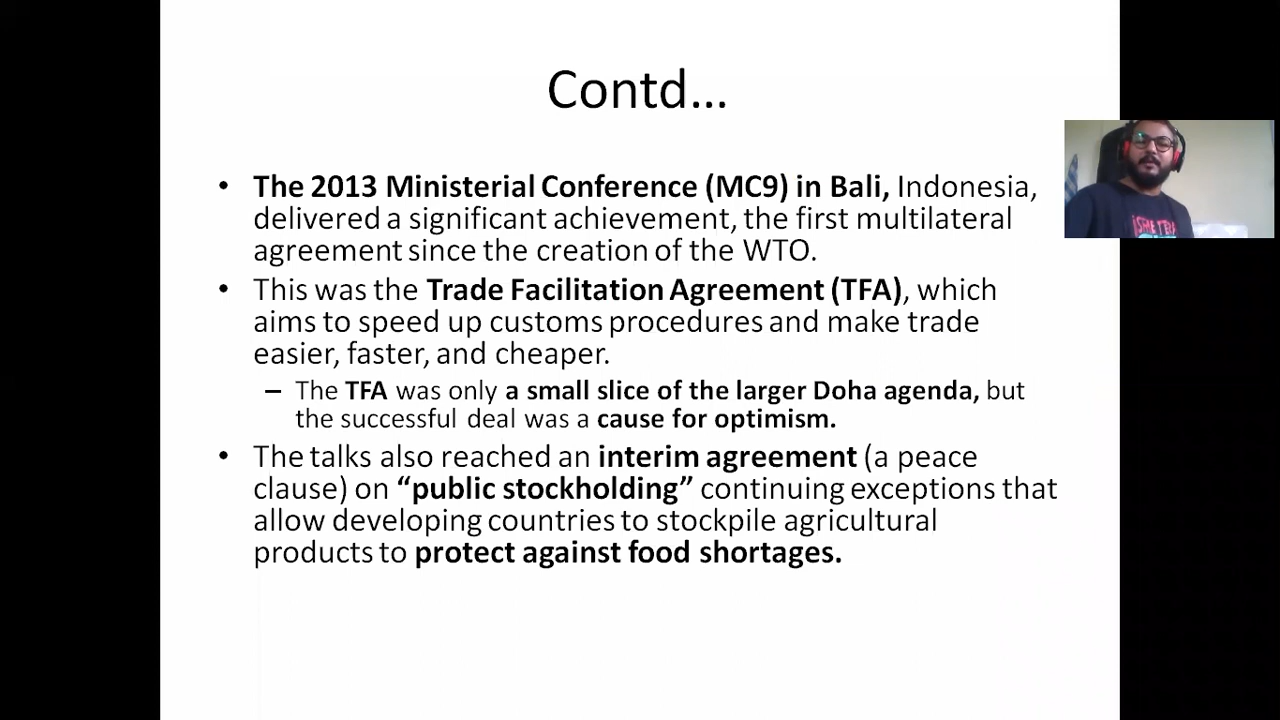 Contd...
• The 2013 Ministerial Conference (MC9) in Bali, Indonesia,
delivered a significant achievement, the first multilateral
agreement since the creation of the WTO.
• This was the Trade Facilitation Agreement (TFA), which
aims to speed up customs procedures and make trade
easier, faster, and cheaper.
– The TFA was only a small slice of the larger Doha agenda, but
the successful deal was a cause for optimism.
• The talks also reached an interim agreement (a peace
clause) on “public stockholding” continuing exceptions that
allow developing countries to stockpile agricultural
products to protect against food shortages.